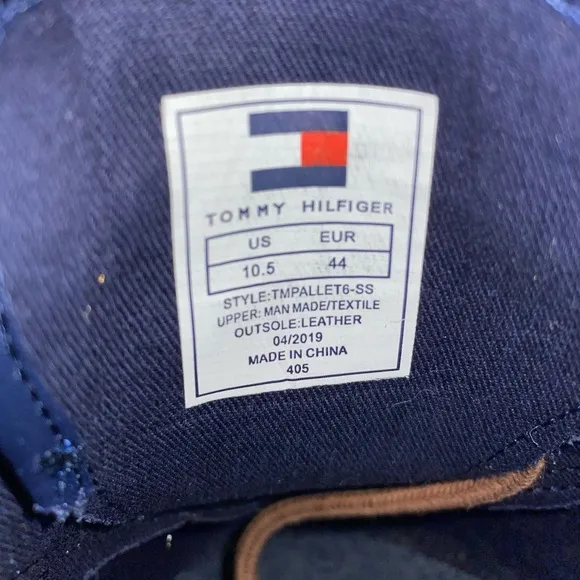 TOMMY HILFIGER
US EUR
10.5 44
STYLE:TMPALLET6-SS
UPPER: MAN MADE/TEXTILE
OUTSOLE:LEATHER
04/2019
MADE IN CHINA
405